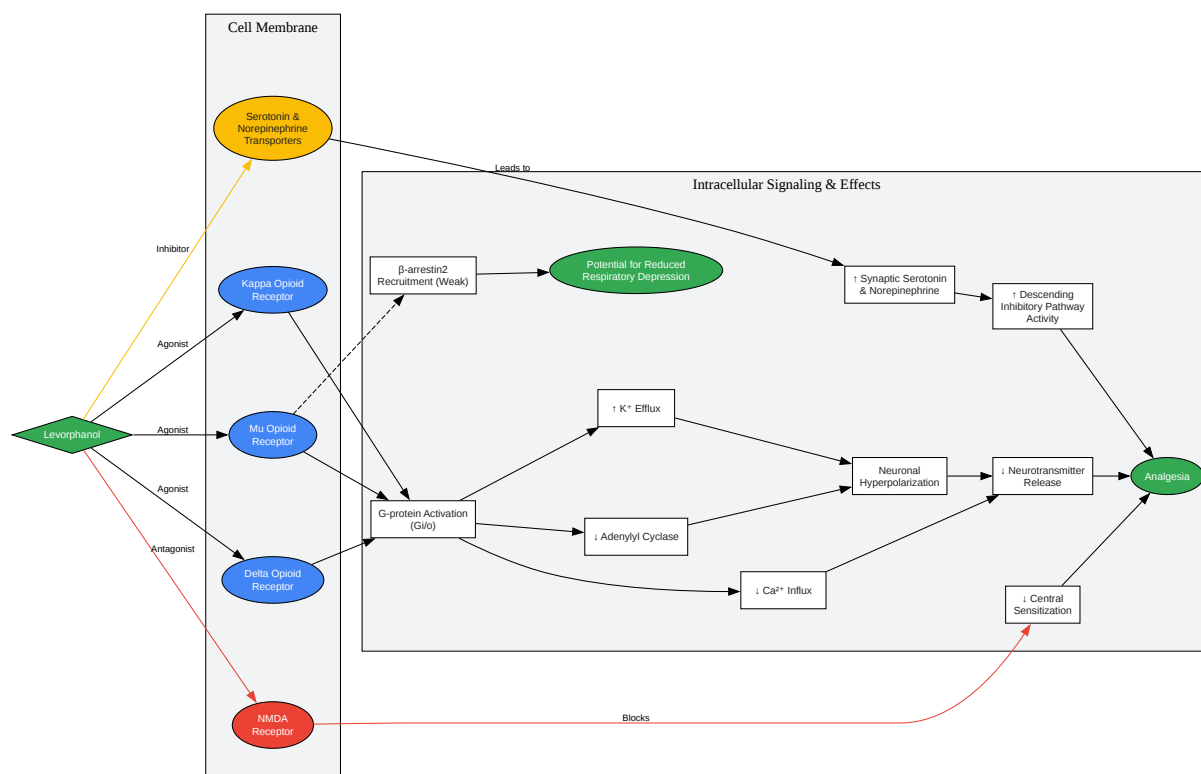 Cell Membrane
Serotonin &
Norepinephrine
Transporters
Leads to
Intracellular Signaling & Effects
Inhibitor
β-arrestin2
Recruitment (Weak)
Potential for Reduced
Respiratory Depression
↑ Synaptic Serotonin
& Norepinephrine
↑ Descending
Inhibitory Pathway
Activity
Kappa Opioid
Receptor
Agonist
↑ K⁺ Efflux
Levorphanol
Agonist
Mu Opioid
Receptor
Neuronal
Hyperpolarization
↓ Neurotransmitter
Release
Analgesia
Agonist
G-protein Activation
(Gi/o)
↓ Adenylyl Cyclase
Antagonist
Delta Opioid
Receptor
↓ Ca²⁺ Influx
↓ Central
Sensitization
NMDA
Receptor
Blocks